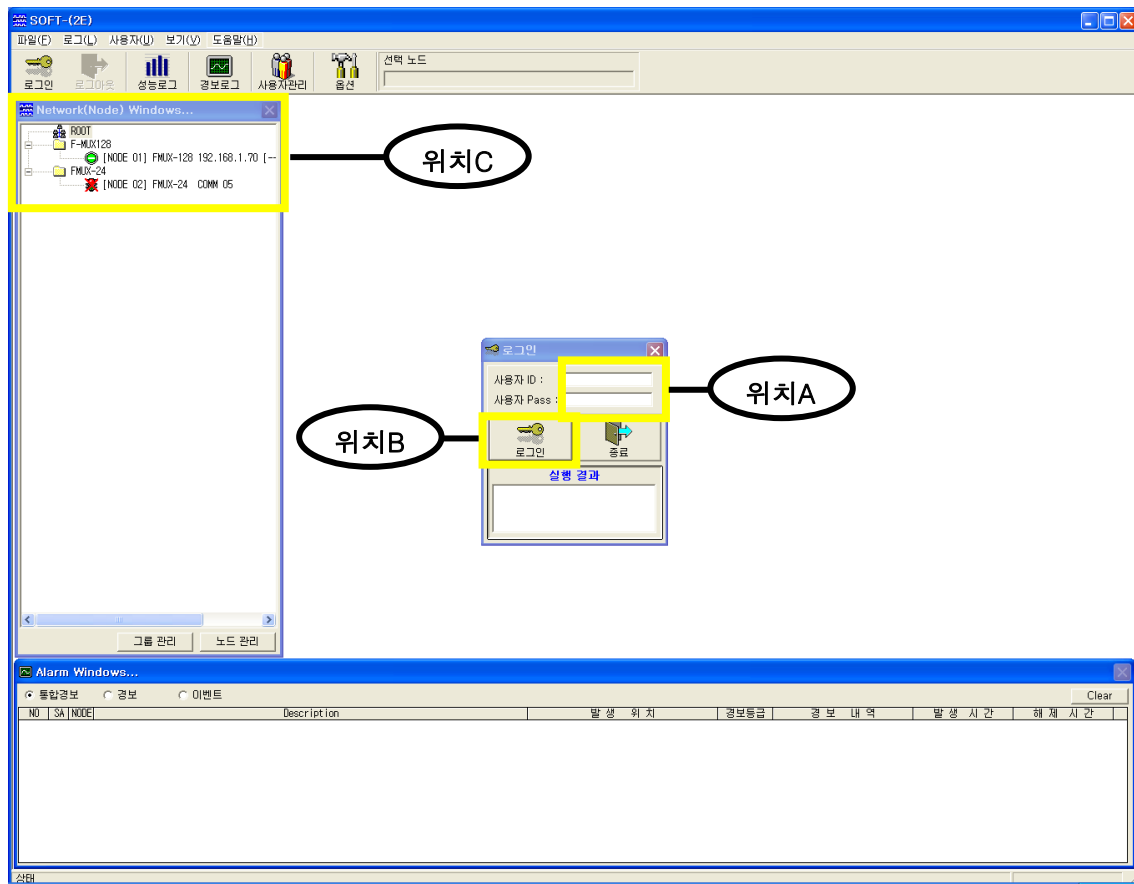 SOFT-(2E)
파일(F) 로그(L) 사용자(U) 보기(V) 도움말(H)
로그인 로그아웃 성능로그 경보로그 사용자관리 옵션
선택 노드
Network(Node) Windows...
ROOT
F-MUX128
[NODE 01] FMUX-128 192.168.1.70 [--
FMUX-24
[NODE 02] FMUX-24 COMM 05
위치C
로그인
사용자 ID :
사용자 Pass :
위치A
위치B
로그인 종료
실행 결과
그룹 관리 노드 관리
Alarm Windows...
통합경보 경보 이벤트 Clear
NO SA NODE Description 발생 위치 경보등급 경보 내역 발생 시간 해제 시간
상태